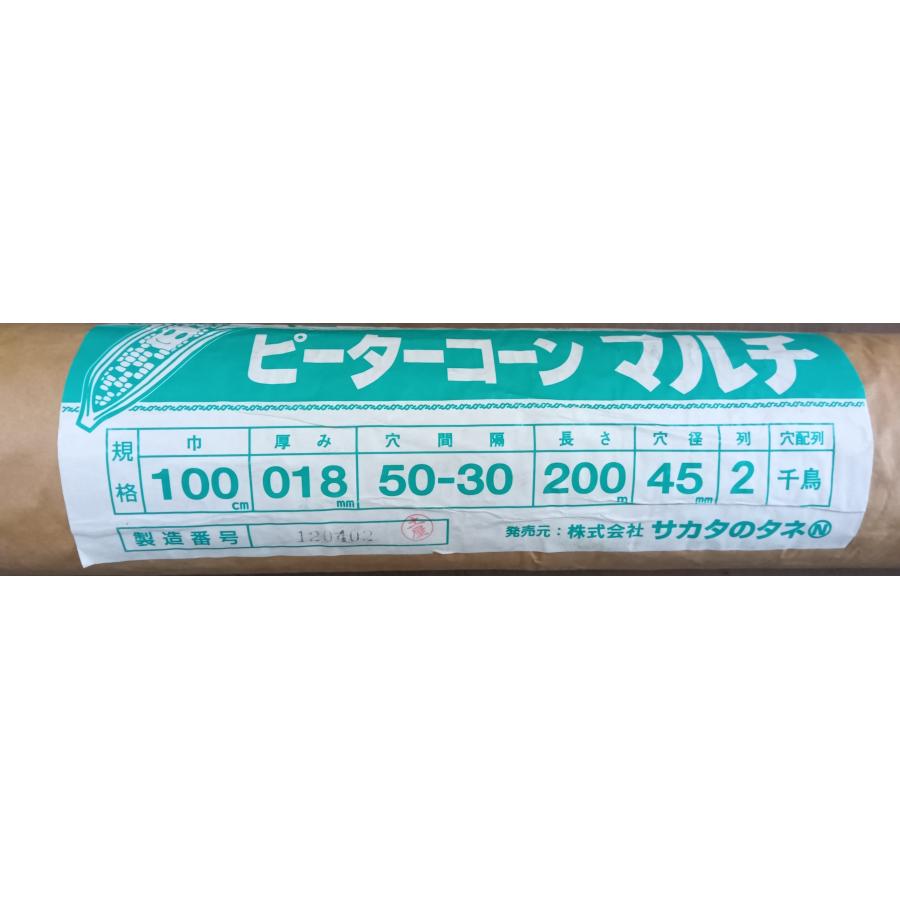 ピーターコーン マルチ
規格 巾 厚み 穴間隔 長さ 穴径 列 穴配列
100cm 018mm 50-30 200m 45mm 2 千鳥
製造番号 120402 発売元:株式会社 サカタのタネ Ⓝ